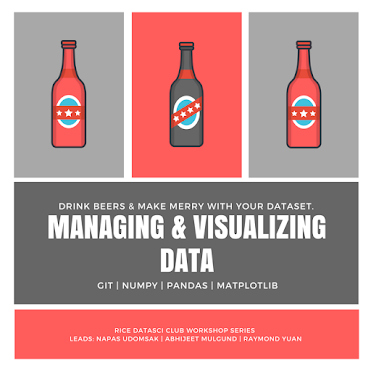 DRINK BEERS & MAKE MERRY WITH YOUR DATASET.
MANAGING & VISUALIZING
DATA
GIT | NUMPY | PANDAS | MATPLOTLIB
RICE DATASCI CLUB WORKSHOP SERIES
LEADS: NAPAS UDOMSAK | ABHIJEET MULGUND | RAYMOND YUAN